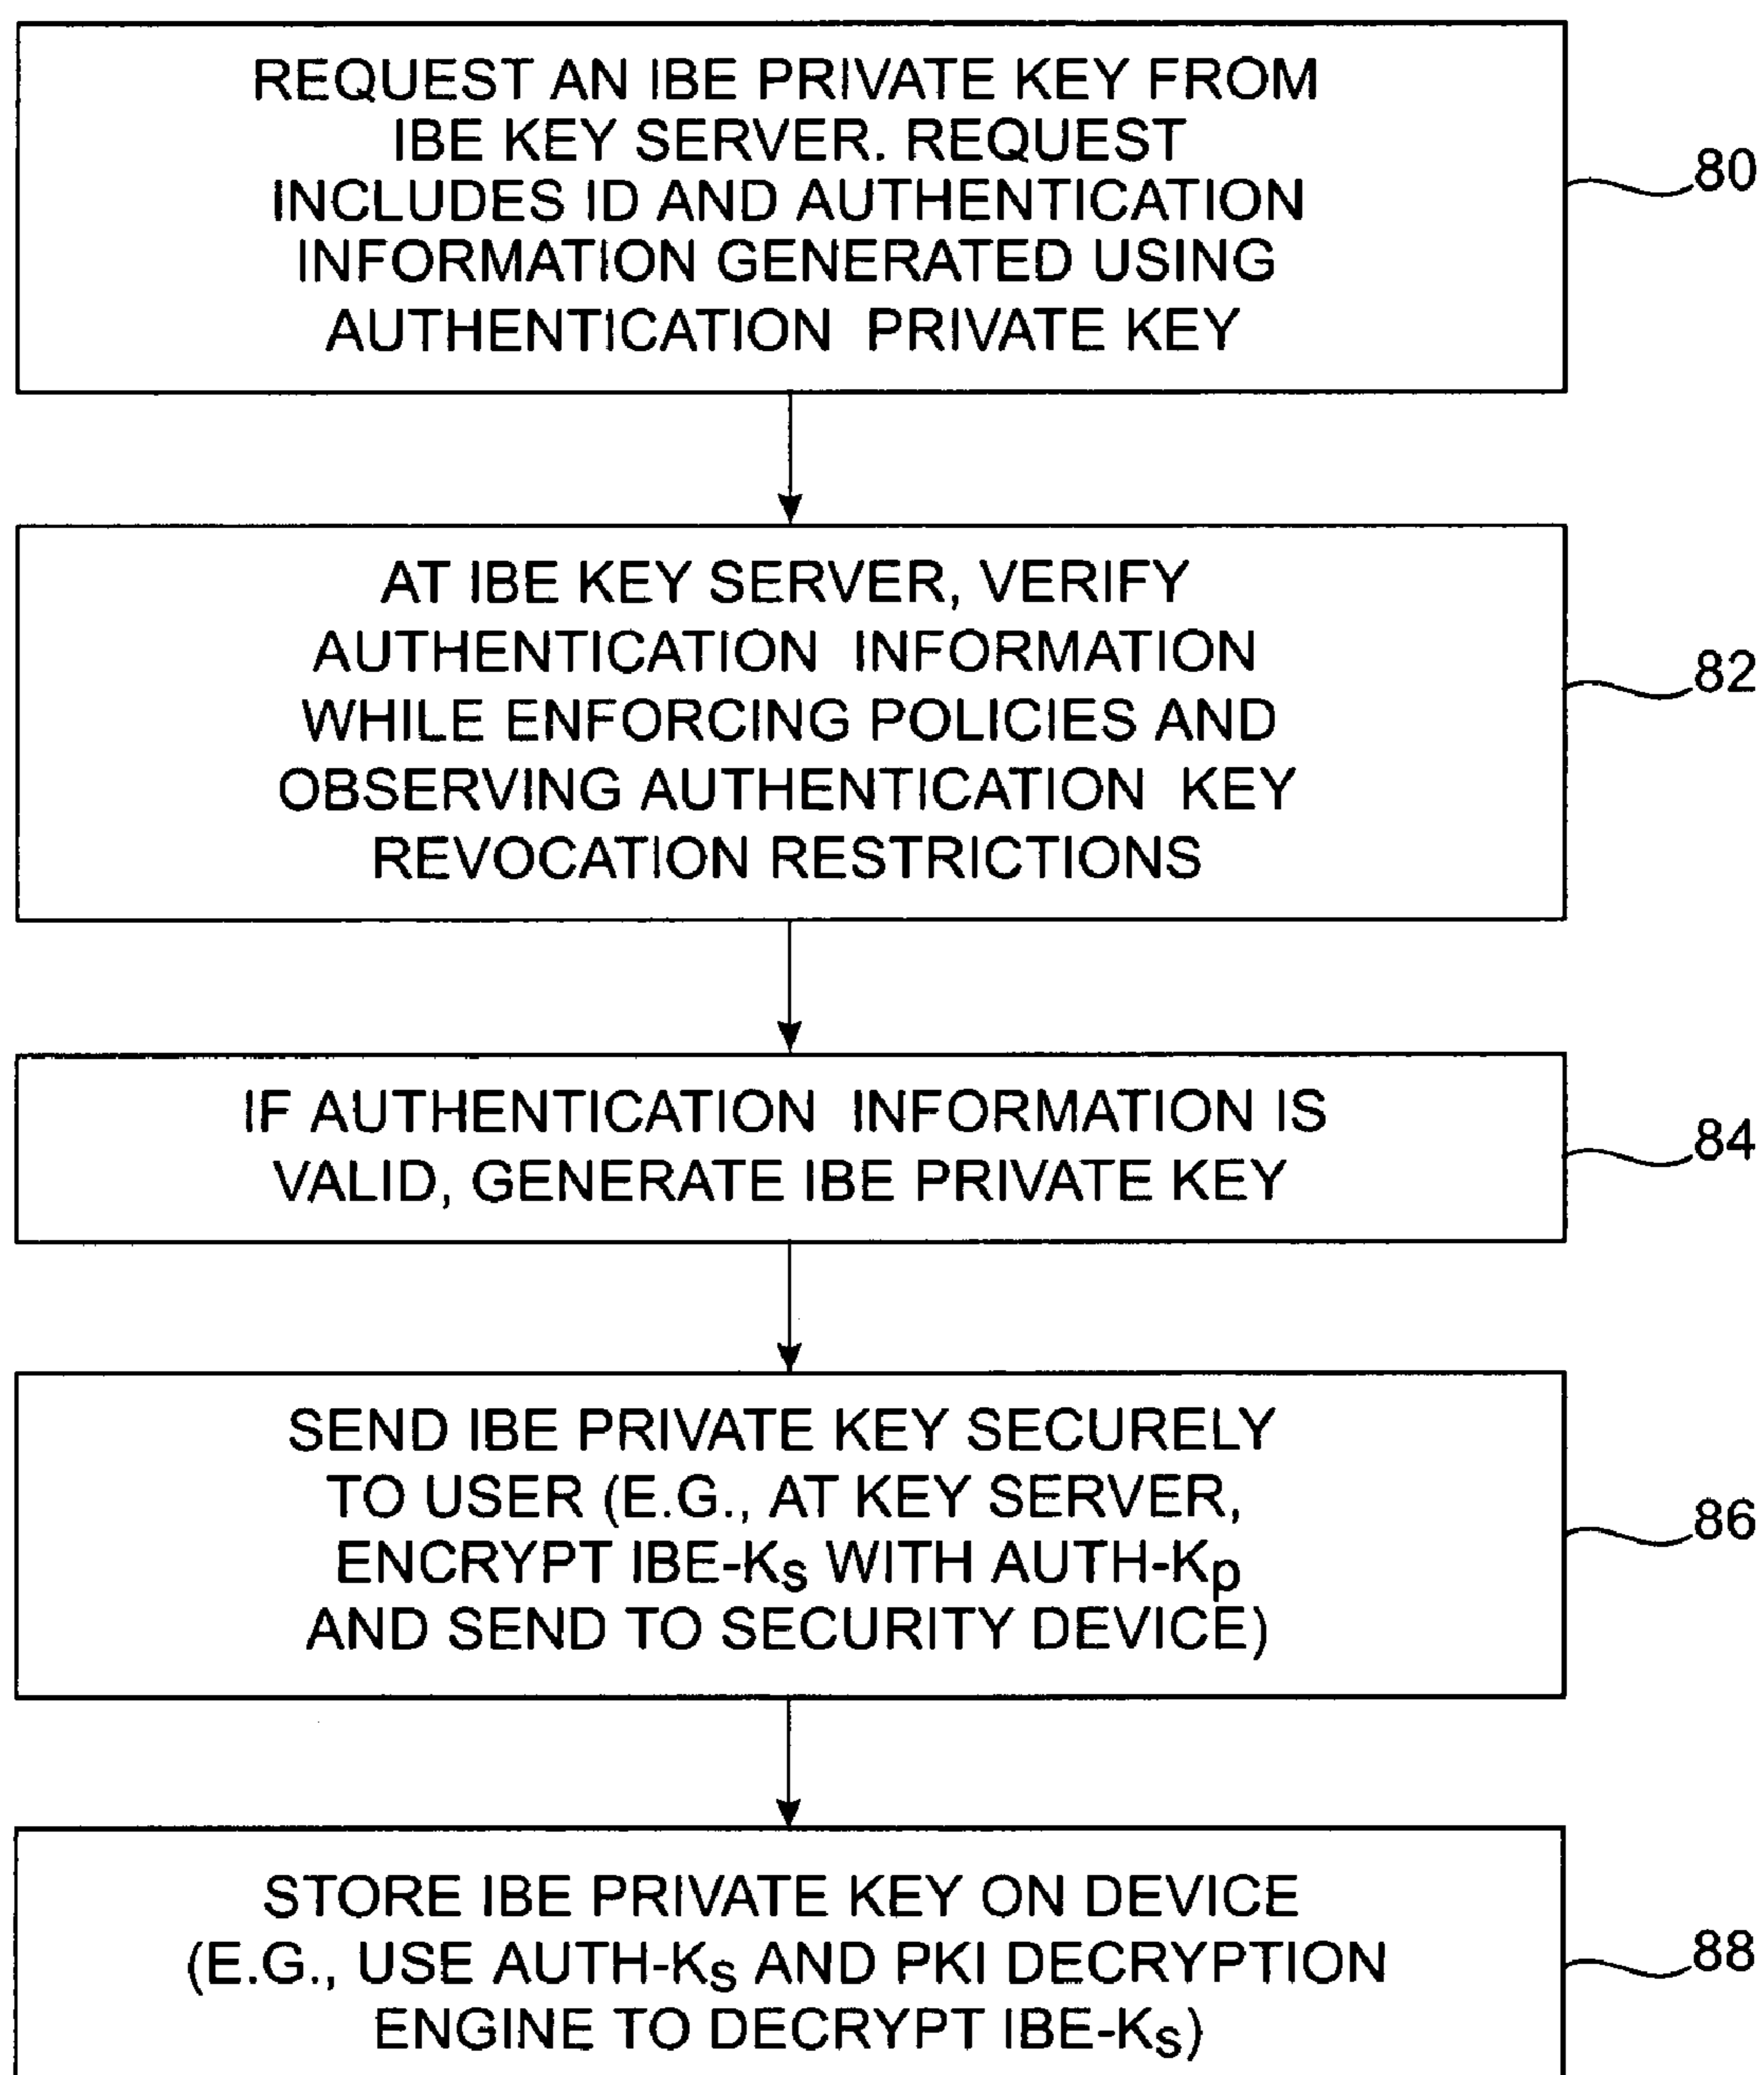 REQUEST AN IBE PRIVATE KEY FROM
IBE KEY SERVER. REQUEST
INCLUDES ID AND AUTHENTICATION
INFORMATION GENERATED USING
AUTHENTICATION PRIVATE KEY
80
AT IBE KEY SERVER, VERIFY
AUTHENTICATION INFORMATION
WHILE ENFORCING POLICIES AND
OBSERVING AUTHENTICATION KEY
REVOCATION RESTRICTIONS
82
IF AUTHENTICATION INFORMATION IS
VALID, GENERATE IBE PRIVATE KEY
84
SEND IBE PRIVATE KEY SECURELY
TO USER (E.G., AT KEY SERVER,
ENCRYPT IBE-Ks WITH AUTH-Kp
AND SEND TO SECURITY DEVICE)
86
STORE IBE PRIVATE KEY ON DEVICE
(E.G., USE AUTH-Ks AND PKI DECRYPTION
ENGINE TO DECRYPT IBE-Ks)
88